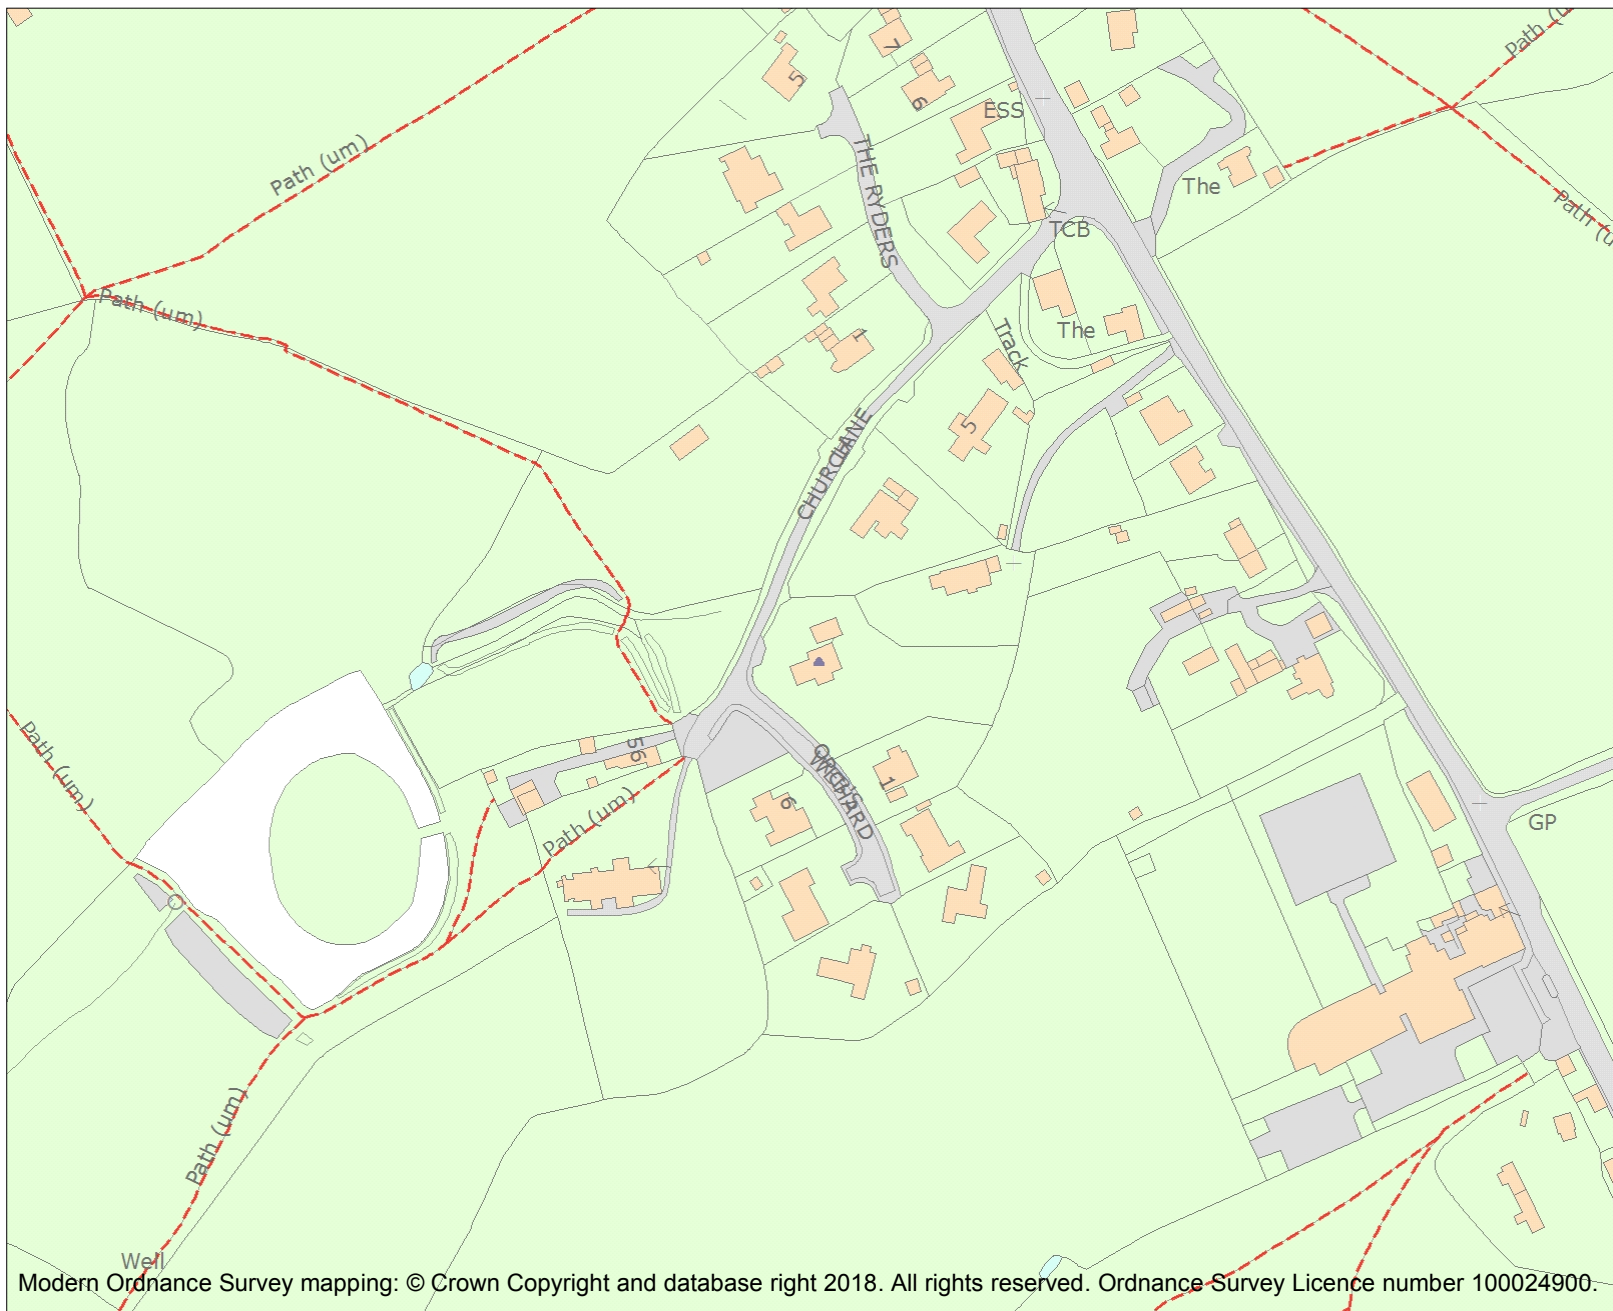 7
5
6
ESS
Path (um)
Path (um)
THE RYDERS
The
Path
TCB
Path (um)
1
Track
The
CHURCH LANE
5
Path (um)
56
ORCHARD
1
6
Path (um)
GP
Path (um)
Well
Modern Ordnance Survey mapping: © Crown Copyright and database right 2018. All rights reserved. Ordnance Survey Licence number 100024900.